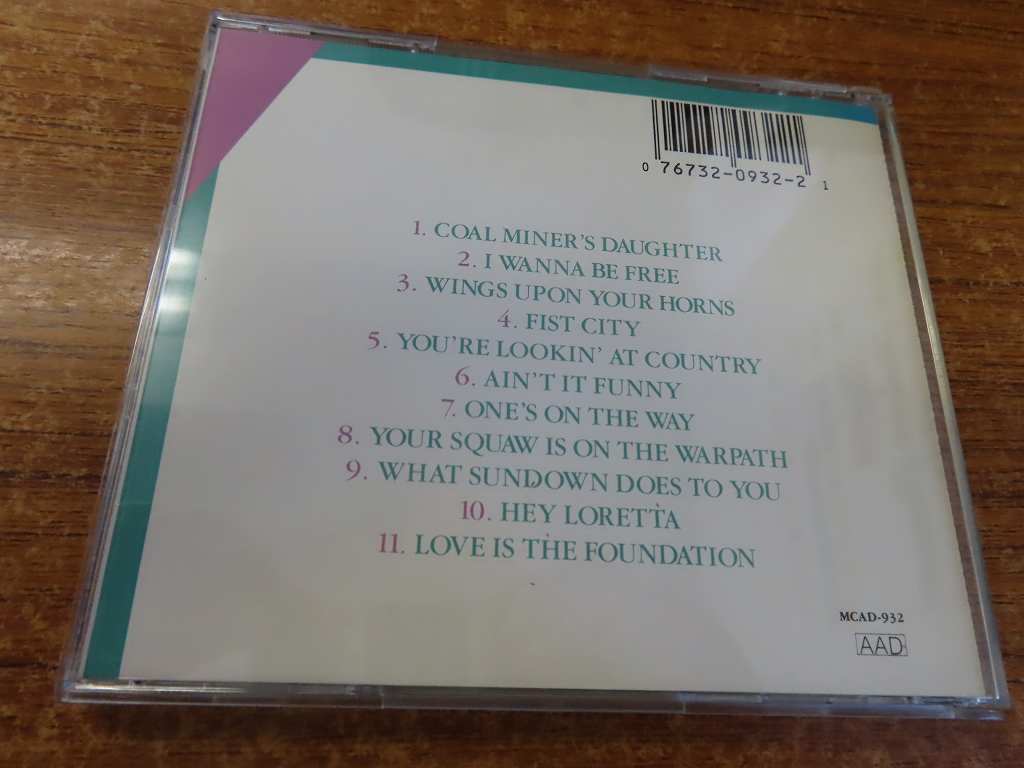 0 76732-0932-2 1
1. COAL MINER'S DAUGHTER
2. I WANNA BE FREE
3. WINGS UPON YOUR HORNS
4. FIST CITY
5. YOU'RE LOOKIN' AT COUNTRY
6. AIN'T IT FUNNY
7. ONE'S ON THE WAY
8. YOUR SQUAW IS ON THE WARPATH
9. WHAT SUNDOWN DOES TO YOU
10. HEY LORETTA
11. LOVE IS THE FOUNDATION
MCAD-932
AAD